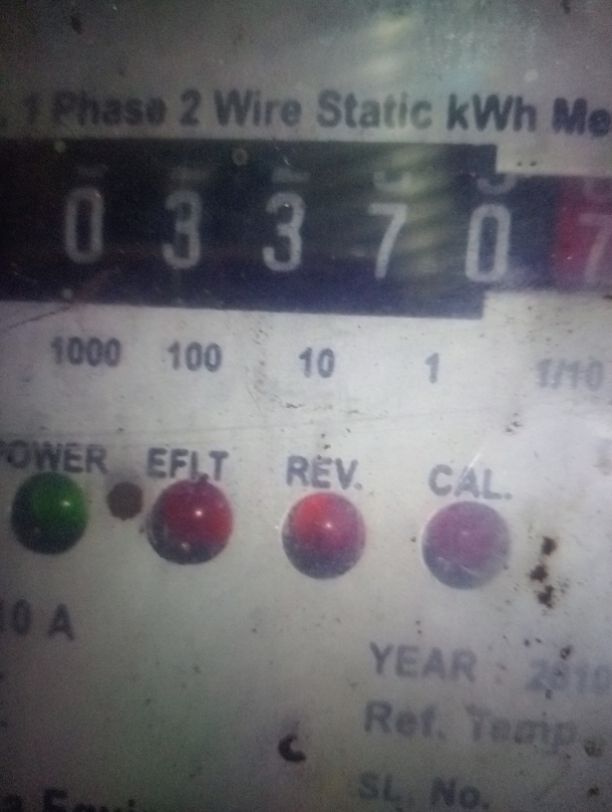 1 Phase 2 Wire Static kWh Me
0 3 3 7 0 7
1000 100 10 1 1/10
POWER EFLT REV. CAL.
10 A
YEAR : 2010
Ref. Temp
SL. No.